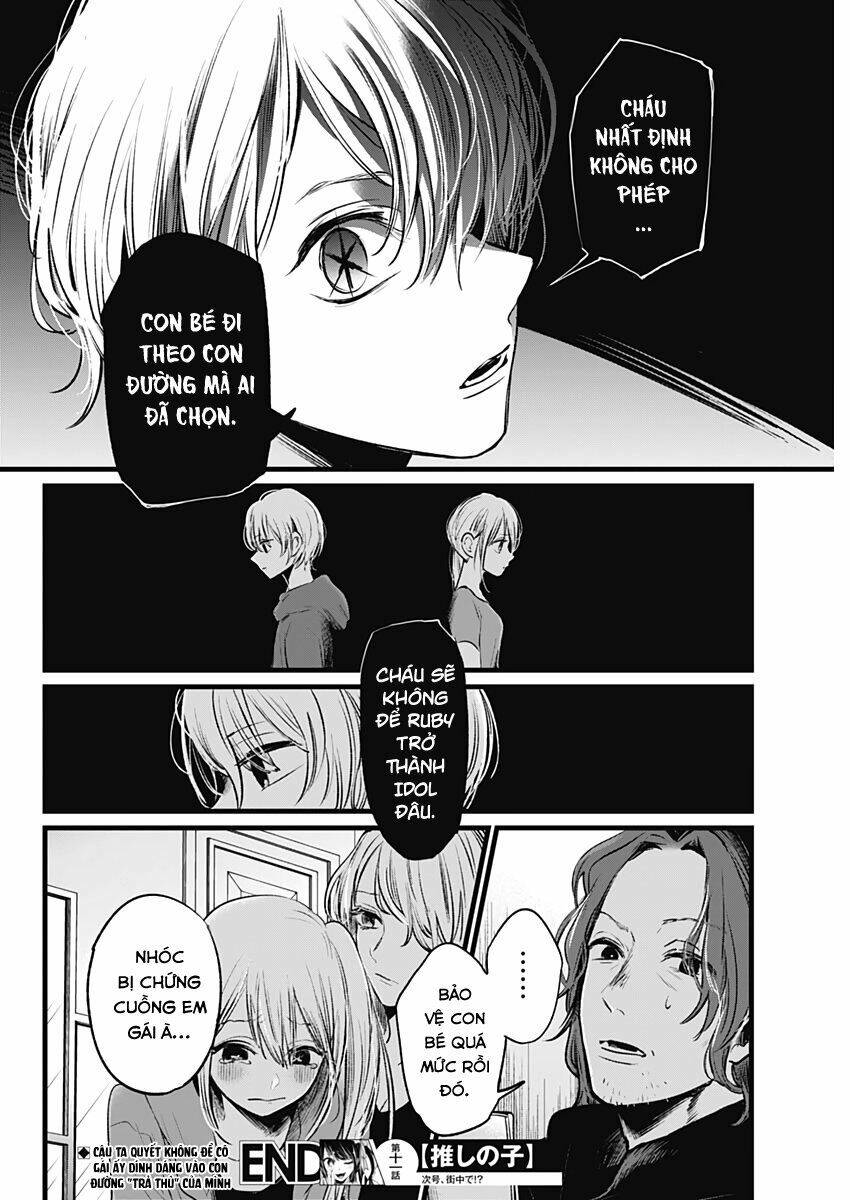 CHÁU
NHẤT ĐỊNH
KHÔNG CHO
PHÉP
...
CON BÉ ĐI
THEO CON
ĐƯỜNG MÀ AI
ĐÃ CHỌN.
CHÁU SẼ
KHÔNG
ĐỂ RUBY
TRỞ
THÀNH
IDOL
ĐÂU.
......
BẢO
VỆ CON
BÉ QUÁ
MỨC RỒI
ĐÓ.
NHÓC
BỊ CHỨNG
CUỒNG EM
GÁI À...
CẬU TA QUYẾT KHÔNG ĐỂ CÔ
GÁI ẤY DÍNH DÁNG VÀO CON
ĐƯỜNG "TRẢ THÙ" CỦA MÌNH
END
第十一話
【推しの子】
次号、街中で!?